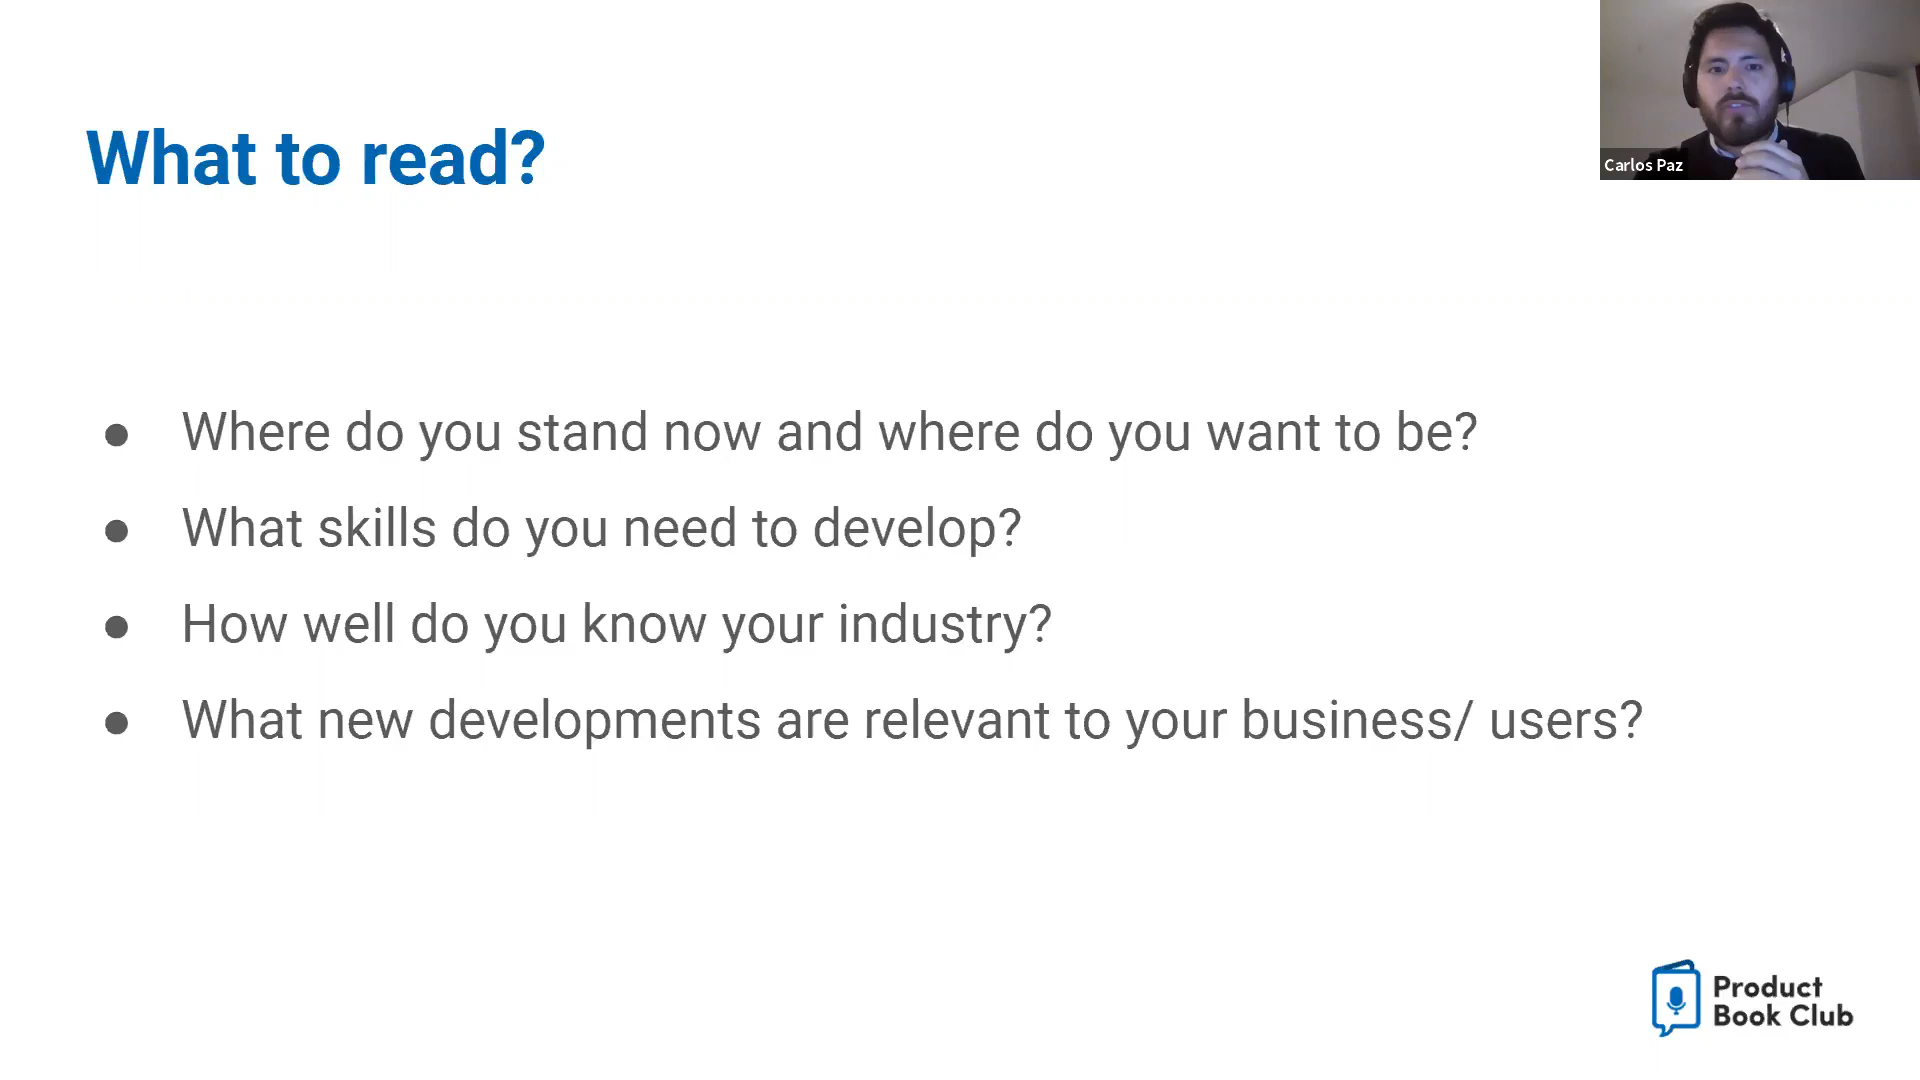 What to read?
Carlos Paz
● Where do you stand now and where do you want to be?
● What skills do you need to develop?
● How well do you know your industry?
● What new developments are relevant to your business/ users?
Product
Book Club